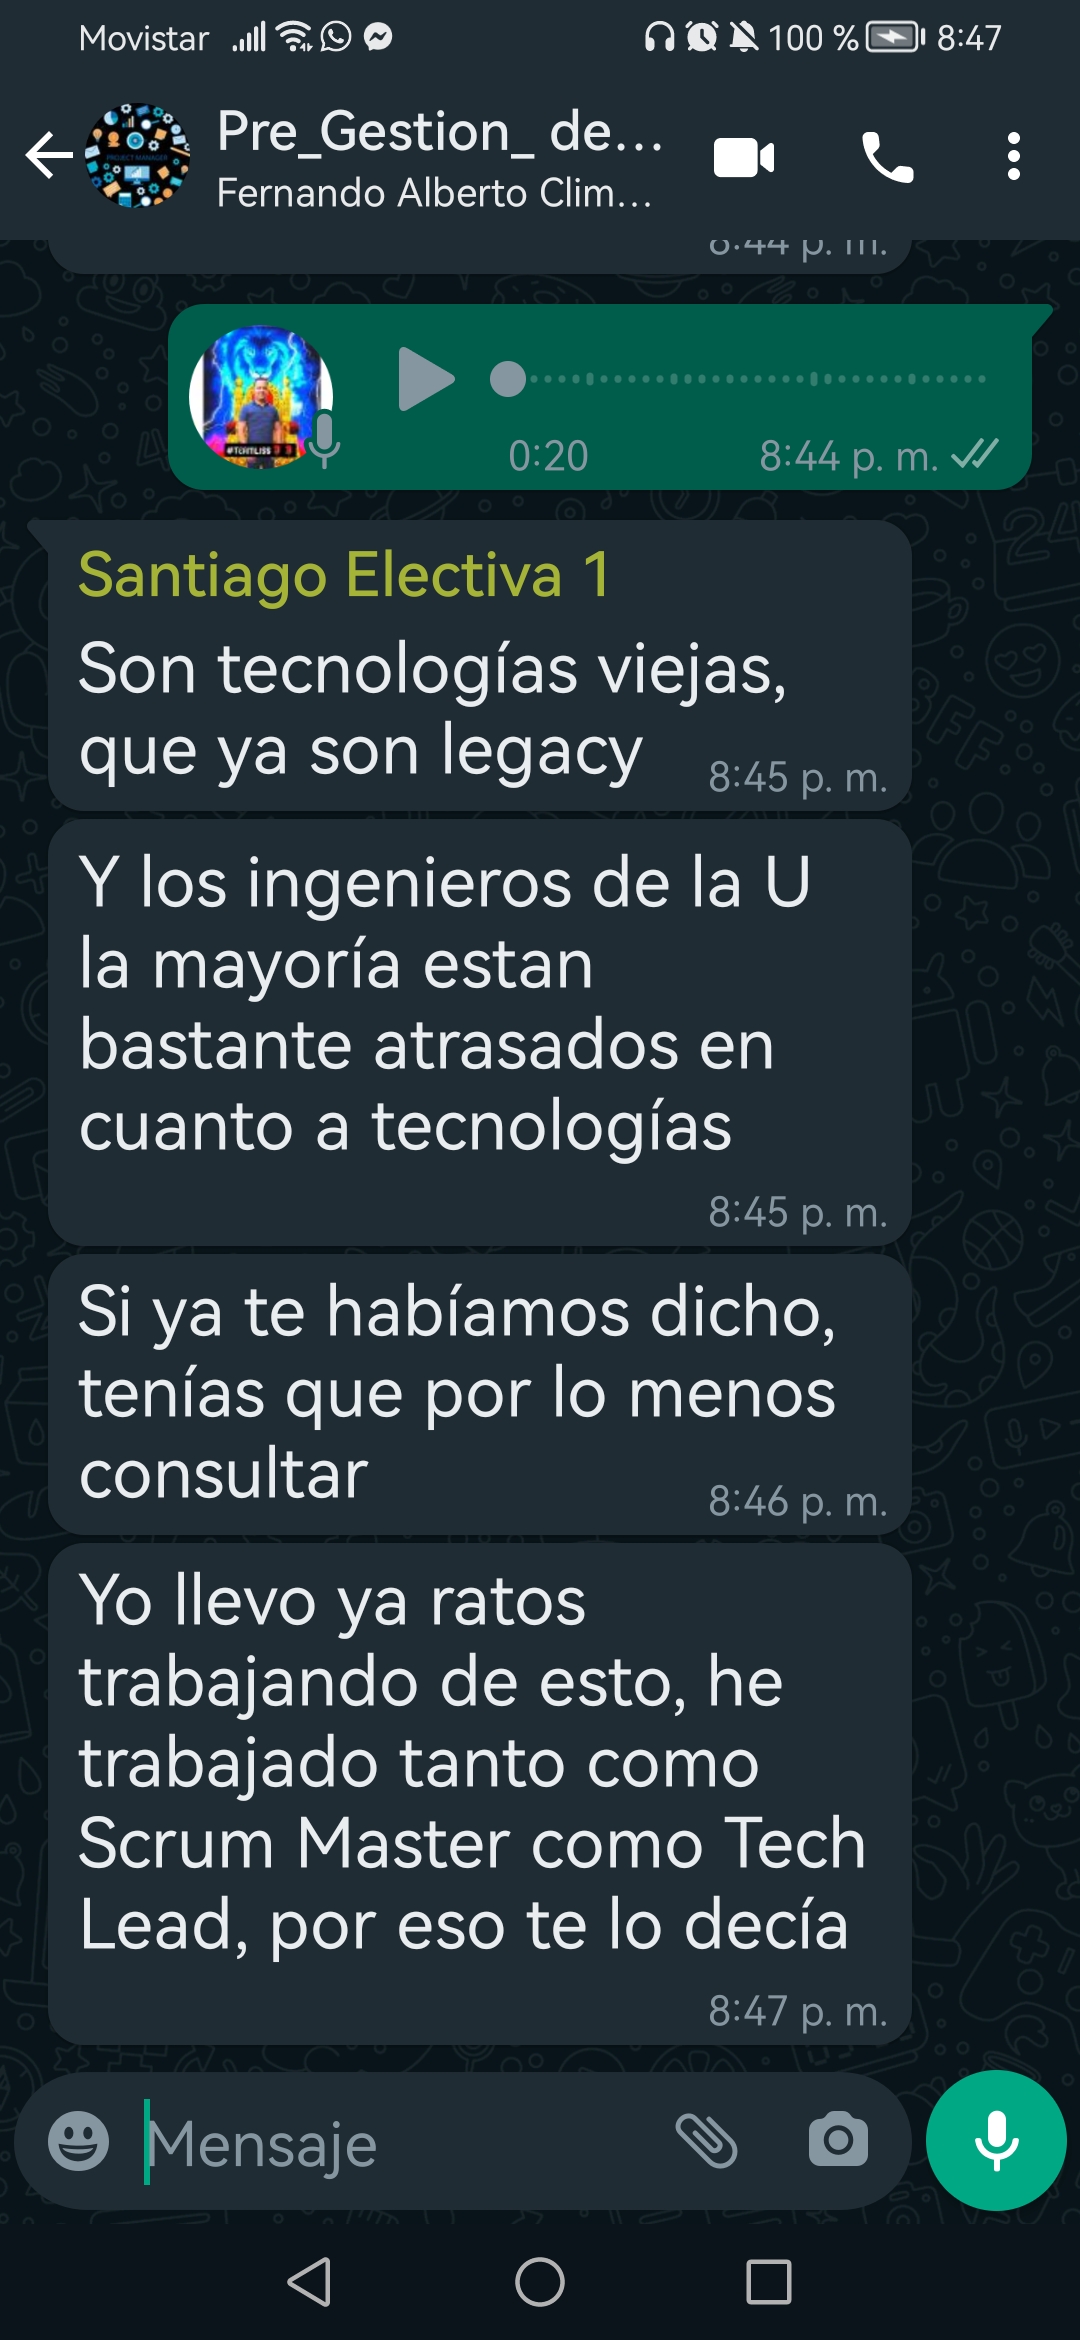 Movistar 100 % 8:47
Pre_Gestion_ de...
Fernando Alberto Clim...
8:44 p. m.
0:20 8:44 p. m.
Santiago Electiva 1
Son tecnologías viejas,
que ya son legacy
8:45 p. m.
Y los ingenieros de la U
la mayoría estan
bastante atrasados en
cuanto a tecnologías
8:45 p. m.
Si ya te habíamos dicho,
tenías que por lo menos
consultar
8:46 p. m.
Yo llevo ya ratos
trabajando de esto, he
trabajado tanto como
Scrum Master como Tech
Lead, por eso te lo decía
8:47 p. m.
Mensaje